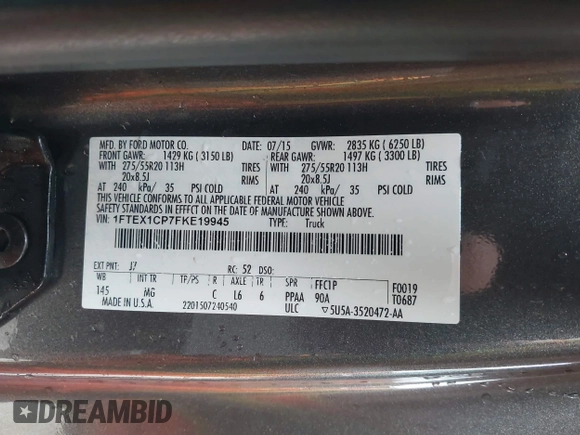 MFD. BY FORD MOTOR CO. 07/15 GVWR: 2835 KG ( 6250 LB)
FRONT GAWR: 1429 KG ( 3150 LB) REAR GAWR: 1497 KG ( 3300 LB)
WITH 275/55R20 113H TIRES WITH 275/55R20 113H TIRES
20x8.5J RIMS 20x8.5J RIMS
AT 240 kPa/ 35 PSI COLD AT 240 kPa/ 35 PSI COLD
THIS VEHICLE CONFORMS TO ALL APPLICABLE FEDERAL MOTOR VEHICLE
SAFETY STANDARDS IN EFFECT ON THE DATE OF MANUFACTURE SHOWN ABOVE.
VIN: 1FTEX1CP7FKE19945 TYPE: Truck
EXT PNT: J7 RC: 52 DSO:
WB INT TR TP/PS R AXLE TR SPR FFC1P F0019
145 MG C L6 6 PPAA 90A T0687
MADE IN U.S.A. 2201507240540 ULC ▽5U5A-3520472-AA
DREAMBID